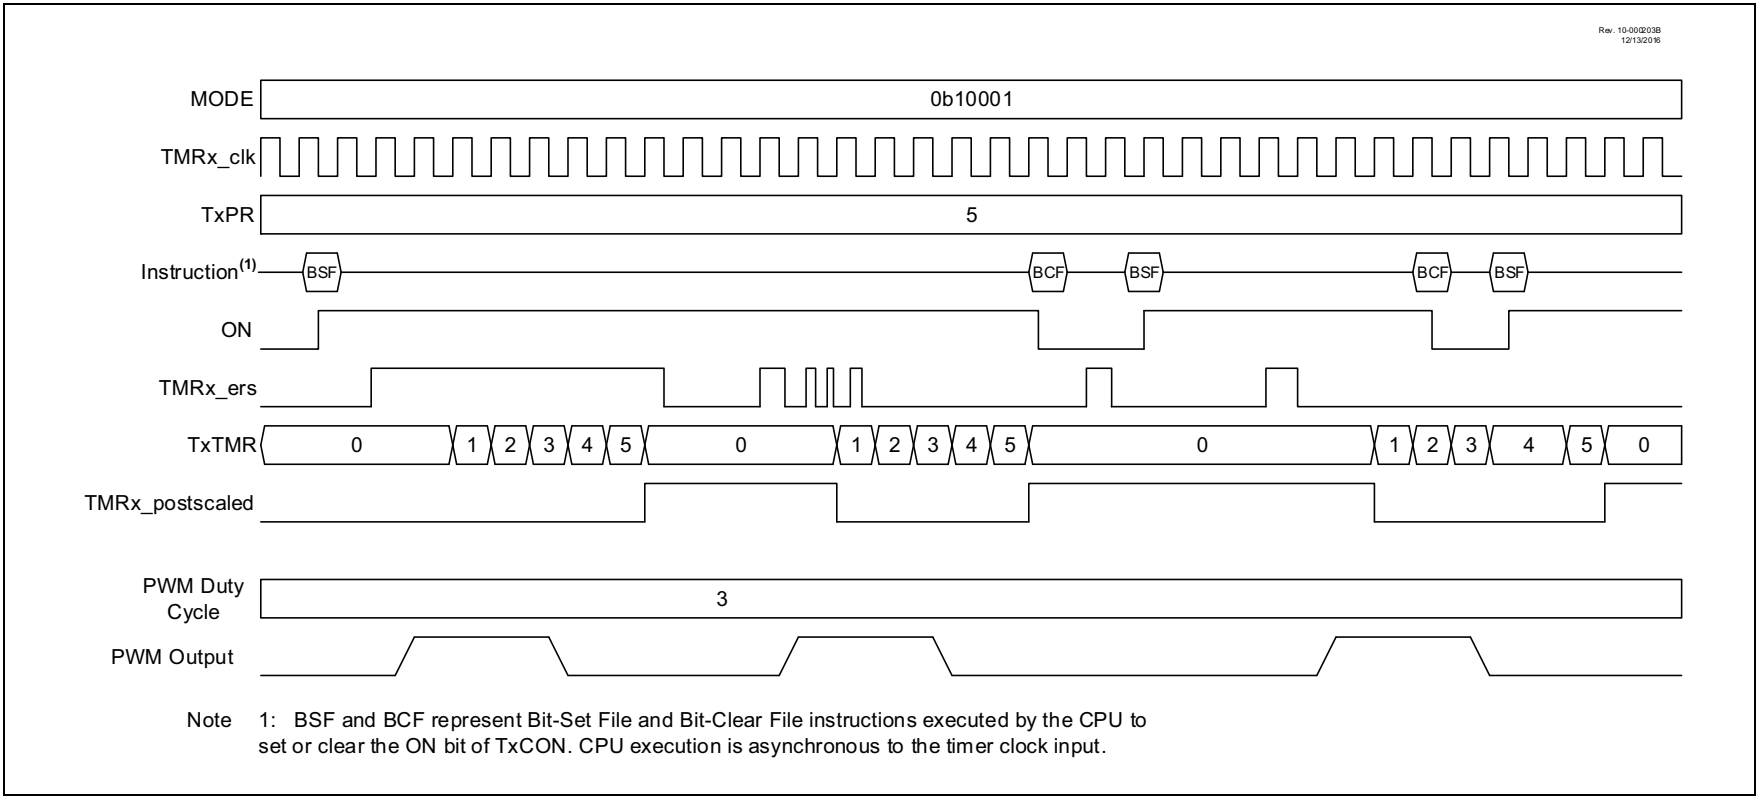 Rev. 10-000203B
12/13/2016
MODE 0b10001
TMRx_clk
TxPR 5
Instruction(1) BSF BCF BSF BCF BSF
ON
TMRx_ers
TxTMR 0 1 2 3 4 5 0 1 2 3 4 5 0 1 2 3 4 5 0
TMRx_postscaled
PWM Duty
Cycle 3
PWM Output
Note 1: BSF and BCF represent Bit-Set File and Bit-Clear File instructions executed by the CPU to
set or clear the ON bit of TxCON. CPU execution is asynchronous to the timer clock input.